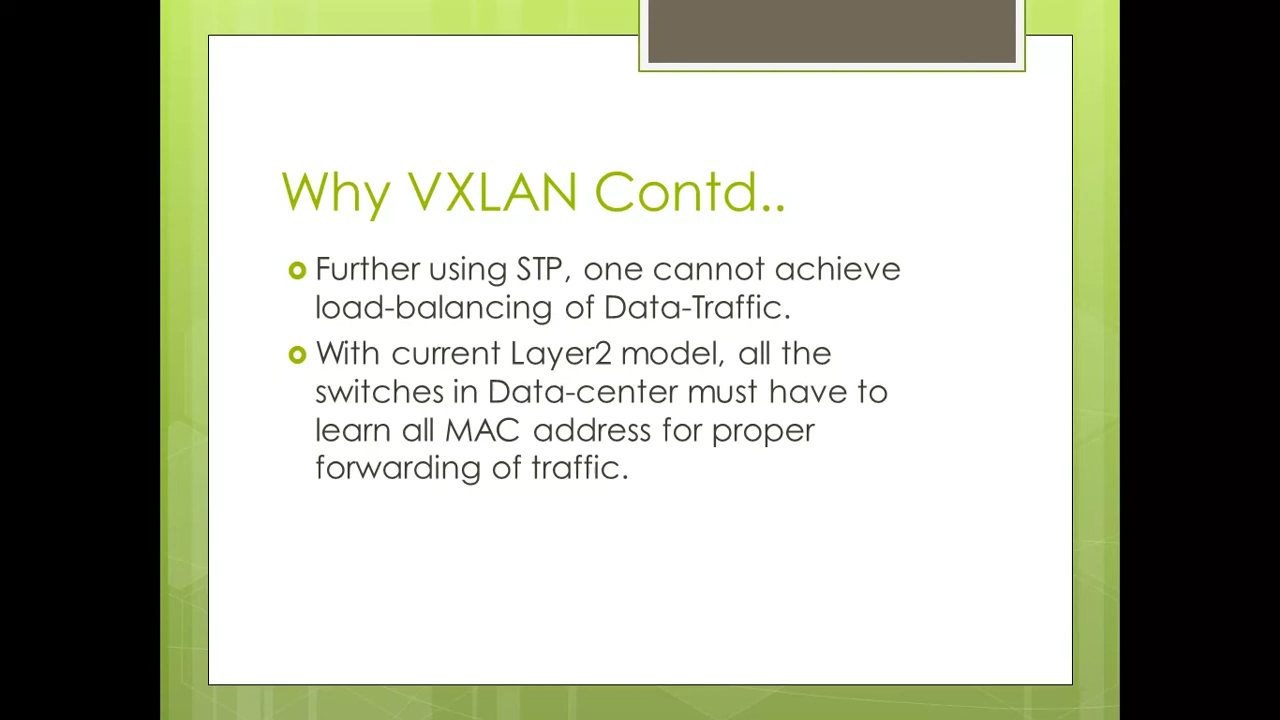 Why VXLAN Contd..
Further using STP, one cannot achieve
load-balancing of Data-Traffic.
With current Layer2 model, all the
switches in Data-center must have to
learn all MAC address for proper
forwarding of traffic.